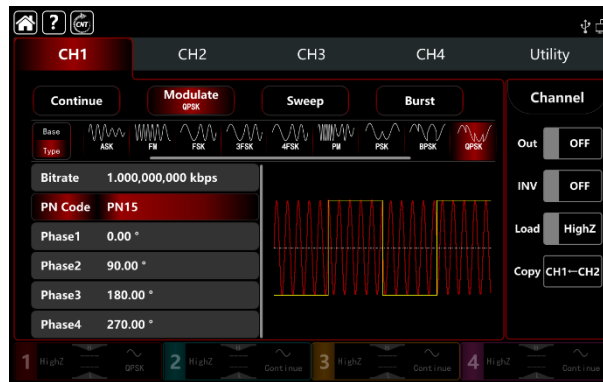 ? CNT
CH1 CH2 CH3 CH4 Utility
Continue Modulate Sweep Burst Channel
QPSK
Base
Type
ASK FM FSK 3FSK 4FSK PM PSK BPSK QPSK
Out OFF
Bitrate 1.000,000,000 kbps
INV OFF
PN Code PN15
Phase1 0.00 °
Load HighZ
Phase2 90.00 °
Copy CH1←CH2
Phase3 180.00 °
Phase4 270.00 °
1 HighZ QPSK 2 HighZ Continue 3 HighZ Continue 4 HighZ Continue